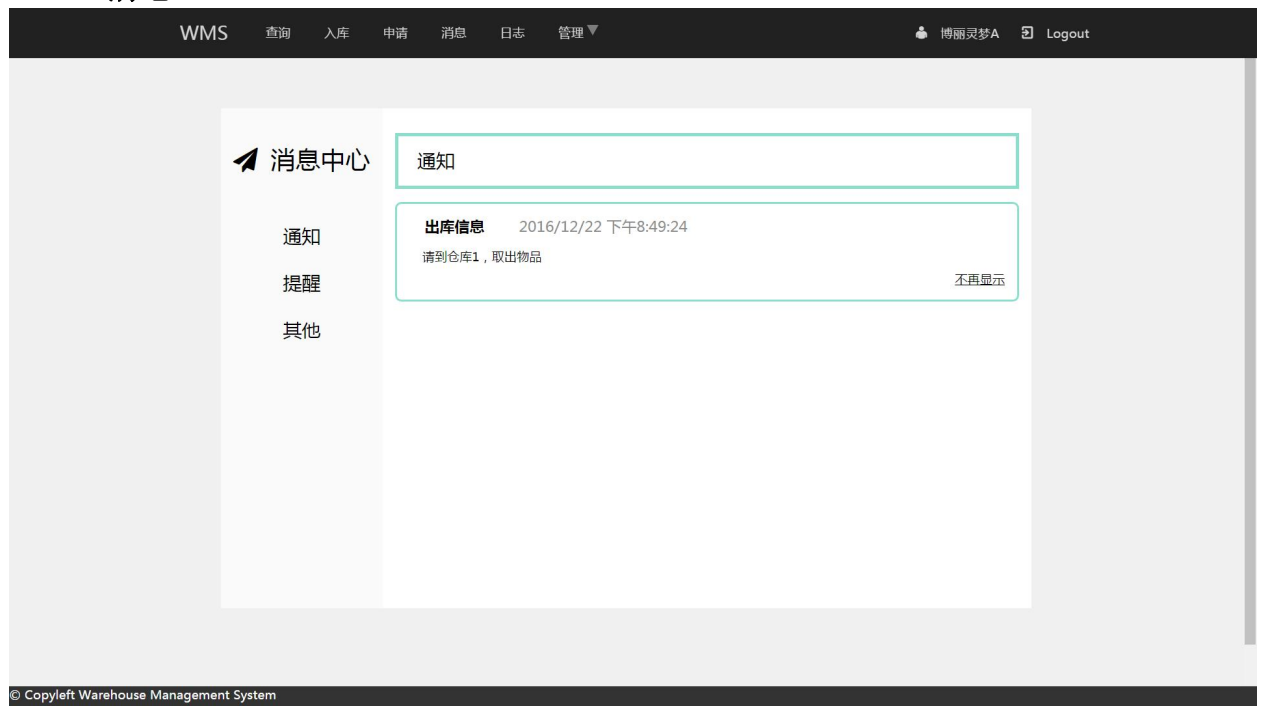 WMS 查询 入库 申请 消息 日志 管理▼ 博丽灵梦A Logout
消息中心
通知
提醒
其他
通知
出库信息 2016/12/22 下午8:49:24
请到仓库1，取出物品
不再显示
© Copyleft Warehouse Management System